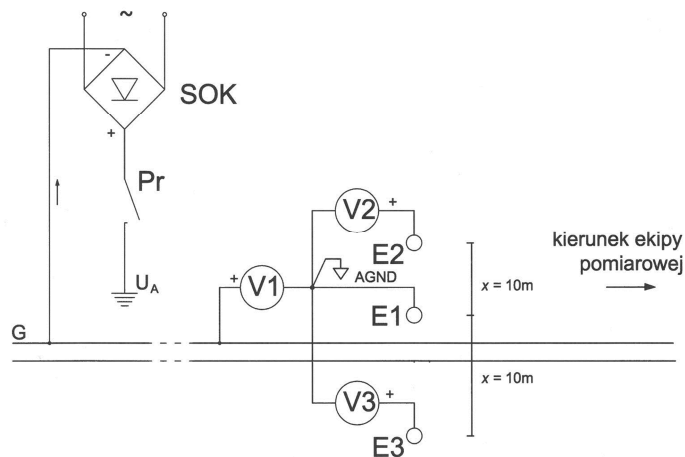 ~
-
SOK
+
Pr
U_A
G
V2
+
E2
V1
+
AGND
E1
x = 10m
kierunek ekipy
pomiarowej
x = 10m
V3
+
E3